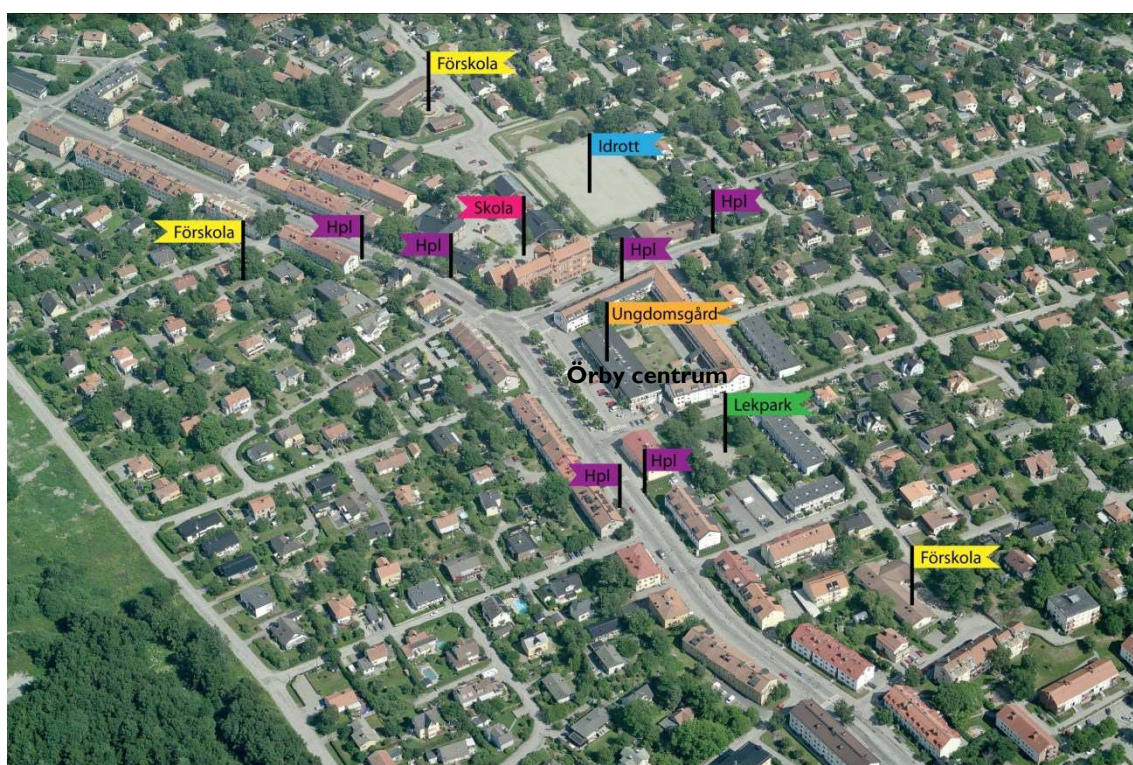 Förskola
Idrott
Hpl
Skola
Förskola
Hpl
Hpl
Hpl
Ungdomsgård
Örby centrum
Lekpark
Hpl
Hpl
Förskola